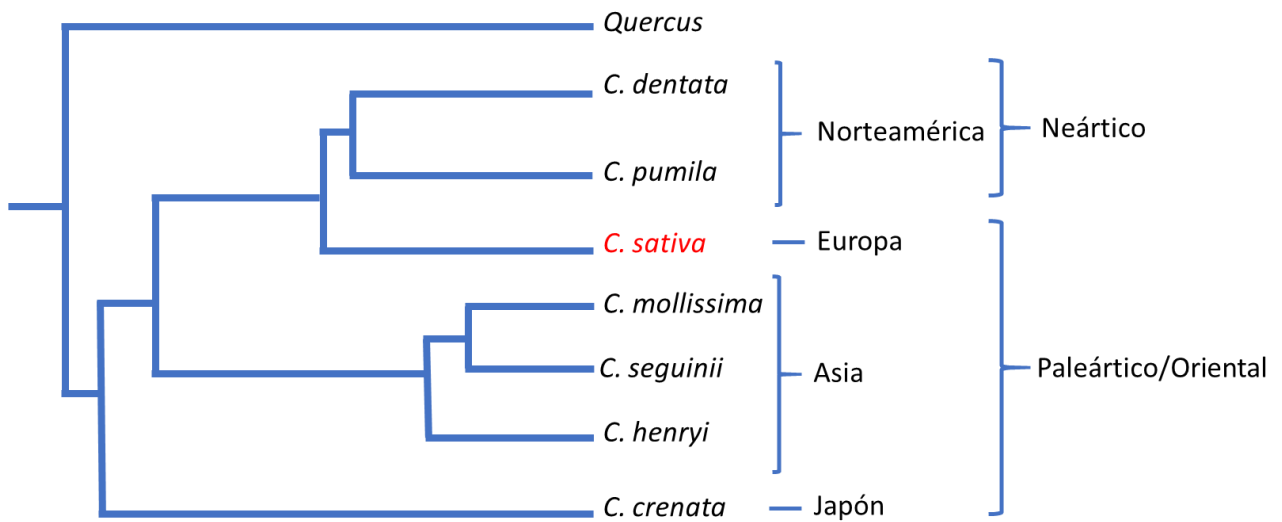 Quercus
C. dentata
C. pumila
Norteamérica
Neártico
C. sativa
Europa
C. mollissima
C. seguinii
C. henryi
Asia
Paleártico/Oriental
C. crenata
Japón